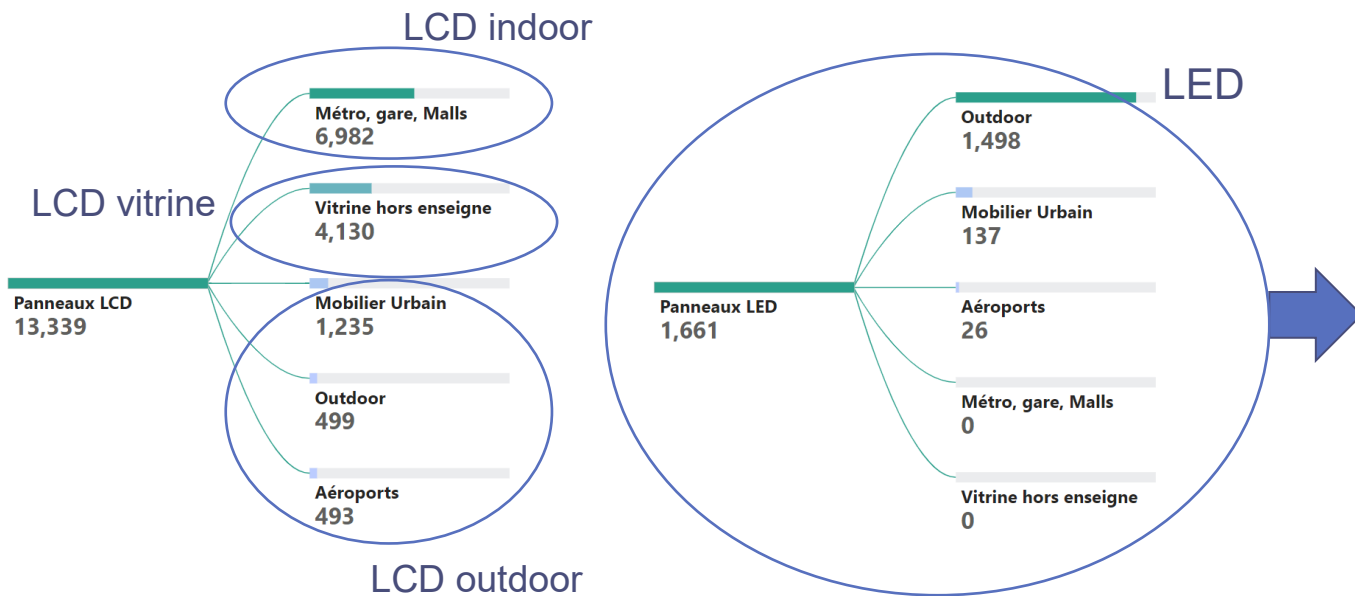 LCD indoor
Métro, gare, Malls
6,982
LCD vitrine
Vitrine hors enseigne
4,130
Panneaux LCD
13,339
Mobilier Urbain
1,235
Outdoor
499
Aéroports
493
LCD outdoor
LED
Outdoor
1,498
Mobilier Urbain
137
Panneaux LED
1,661
Aéroports
26
Métro, gare, Malls
0
Vitrine hors enseigne
0